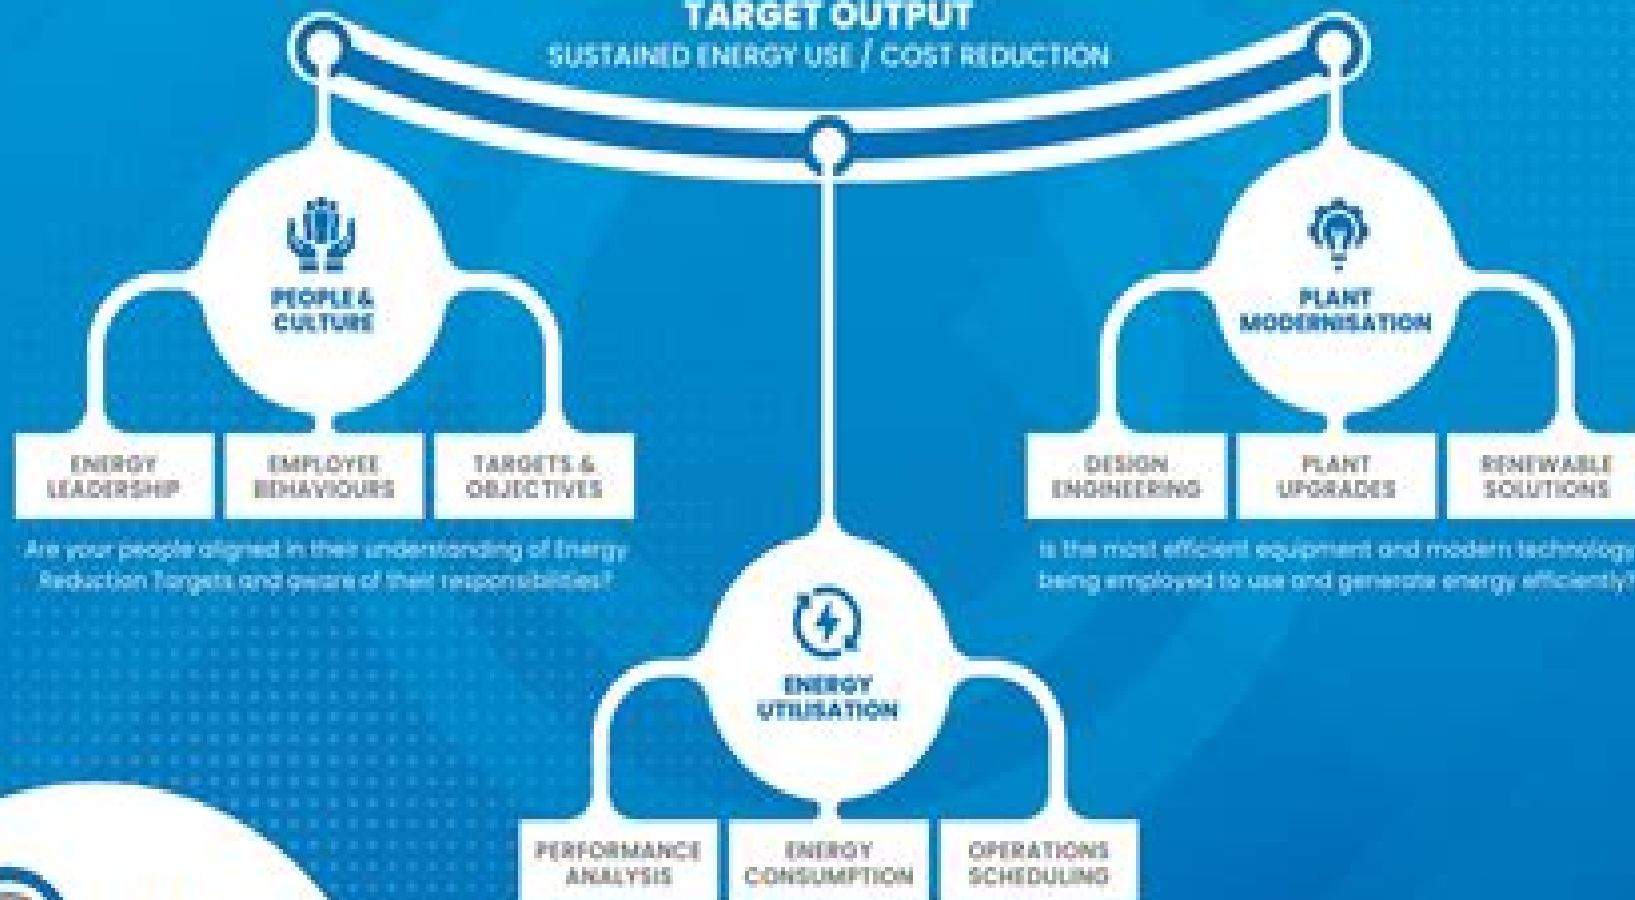 TARGET OUTPUT
SUSTAINED ENERGY USE / COST REDUCTION
PEOPLE &
CULTURE
ENERGY
LEADERSHIP
EMPLOYEE
BEHAVIOURS
TARGETS &
OBJECTIVES
Are your people aligned in their understanding of Energy
Reduction Targets and aware of their responsibilities?
PLANT
MODERNISATION
DESIGN
ENGINEERING
PLANT
UPGRADES
RENEWABLE
SOLUTIONS
Is the most efficient equipment and modern technology
being employed to use and generate energy efficiently?
ENERGY
UTILISATION
PERFORMANCE
ANALYSIS
ENERGY
CONSUMPTION
OPERATIONS
SCHEDULING